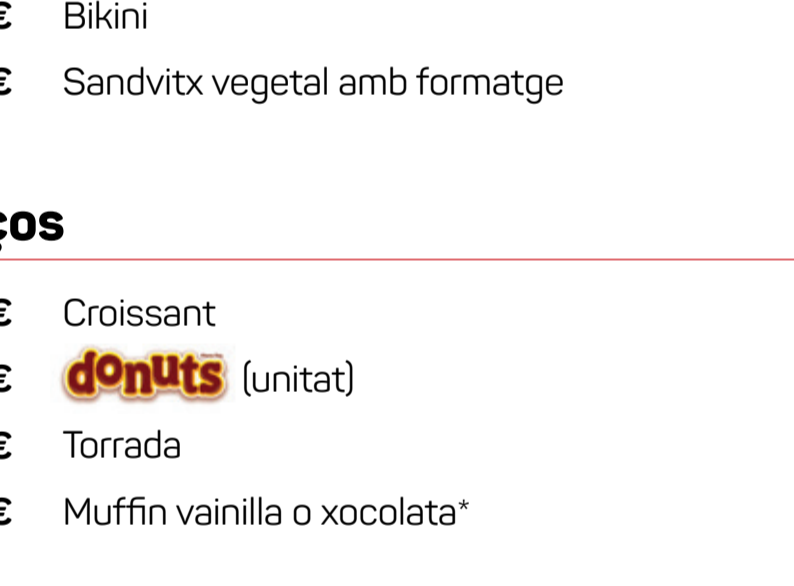 € Bikini
€ Sandvitx vegetal amb formatge
ços
€ Croissant
€ donuts (unitat)
€ Torrada
€ Muffin vainilla o xocolata*